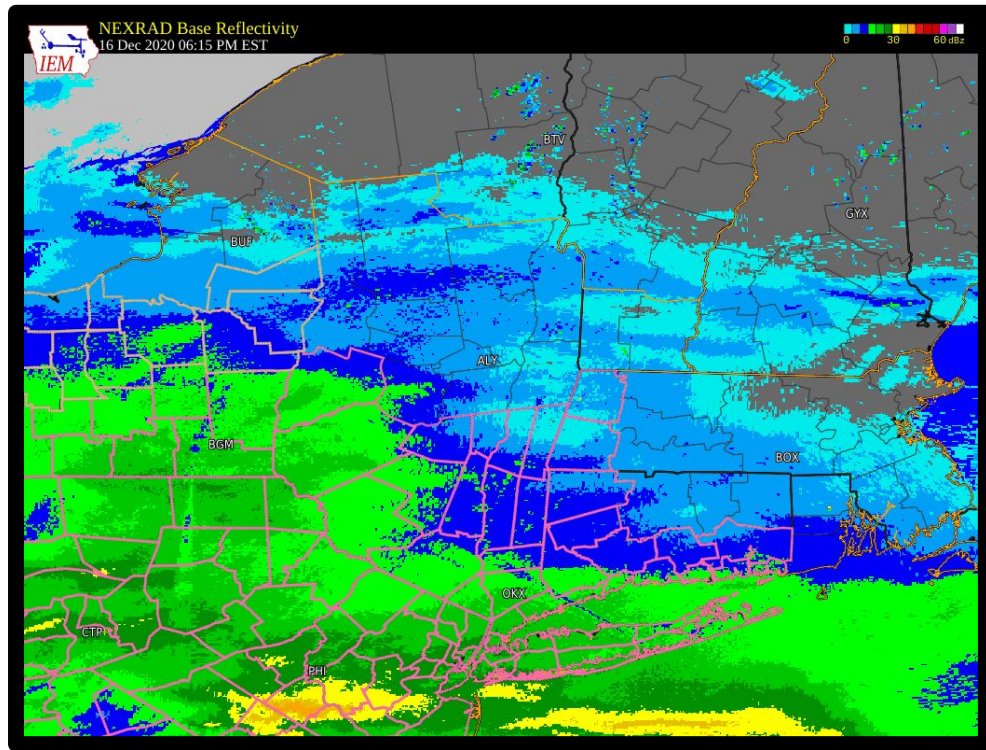 NEXRAD Base Reflectivity
16 Dec 2020 06:15 PM EST
IEM
0 30 60 dBz
BTV
GYX
BUF
ALY
BGM
BOX
OKX
CTP
PHI